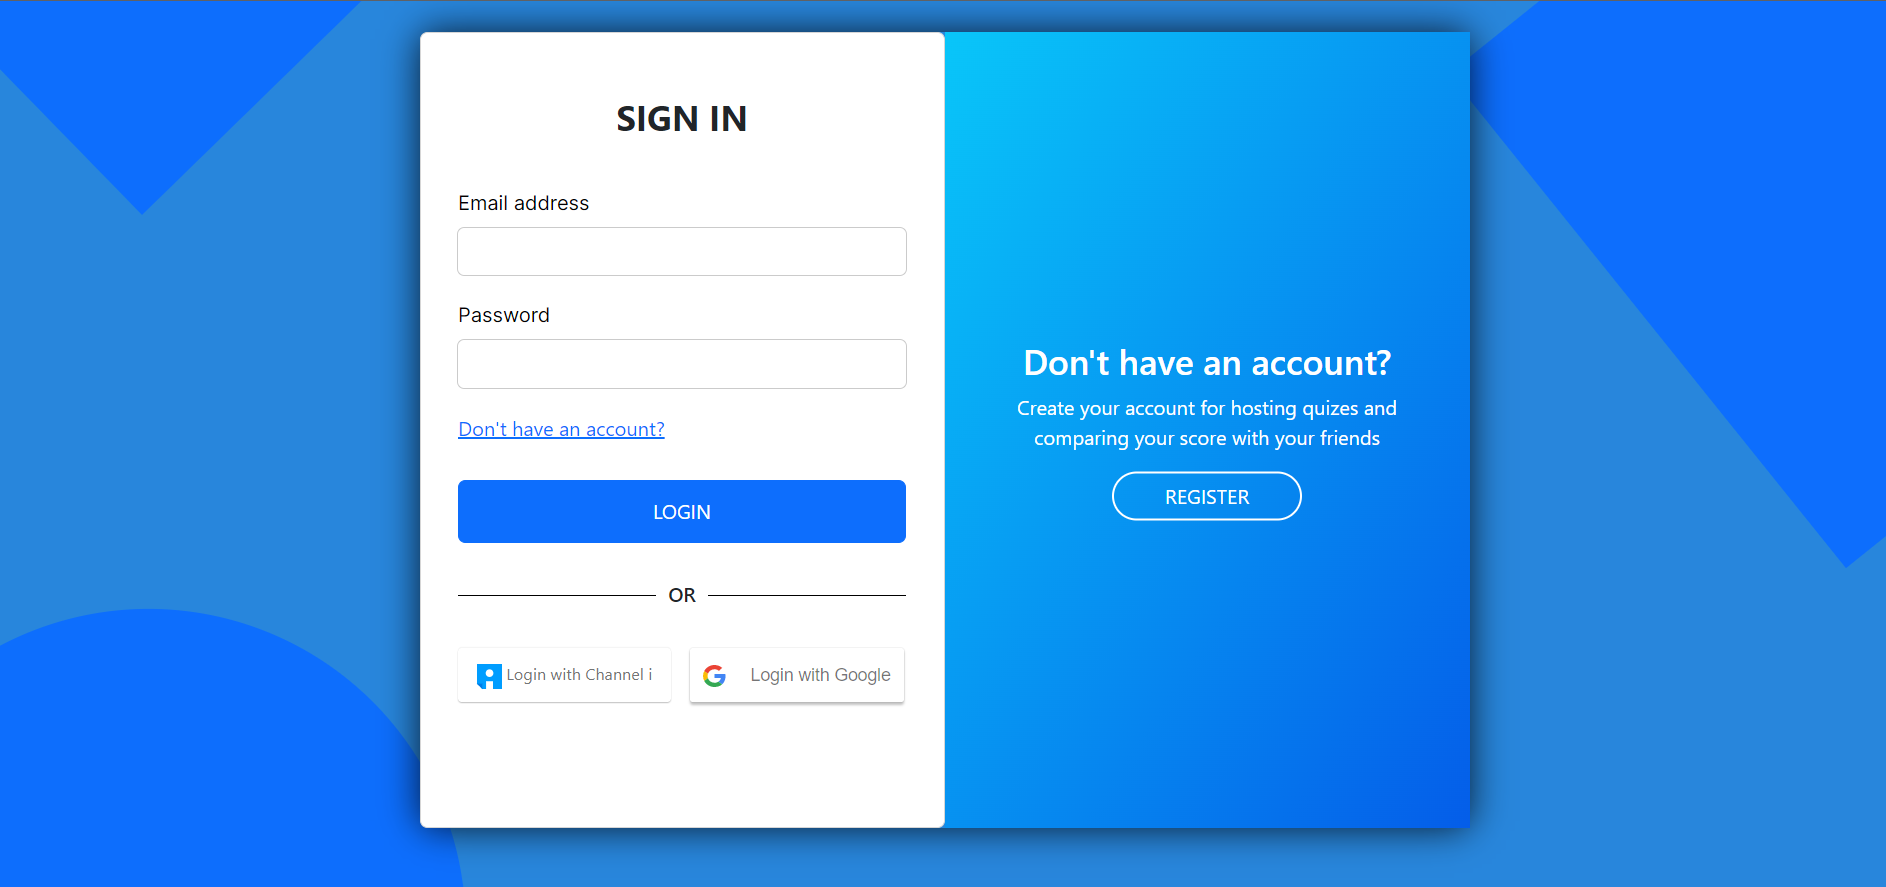 SIGN IN
Email address
Password
Don't have an account?
LOGIN
OR
Login with Channel i
Login with Google
Don't have an account?
Create your account for hosting quizes and
comparing your score with your friends
REGISTER